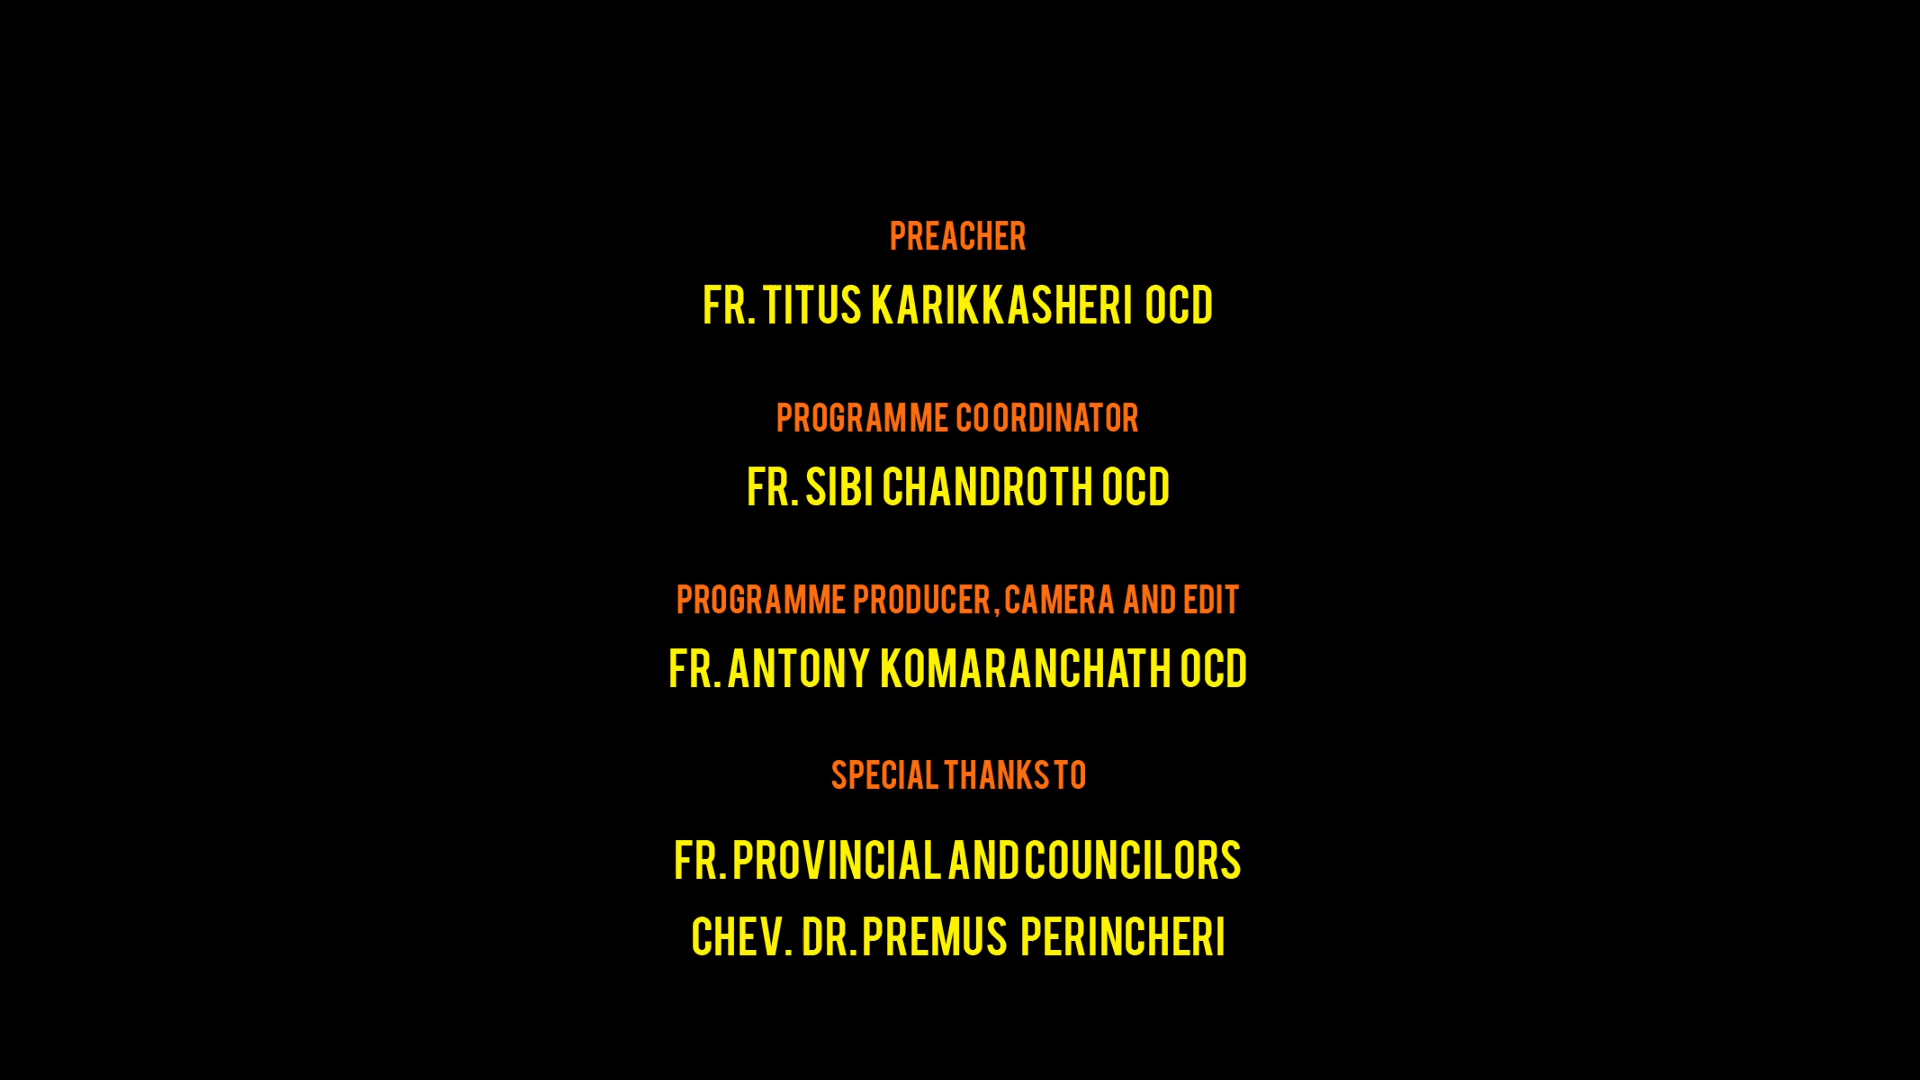 PREACHER
FR. TITUS KARIKKASHERI OCD
PROGRAMME COORDINATOR
FR. SIBI CHANDROTH OCD
PROGRAMME PRODUCER, CAMERA AND EDIT
FR. ANTONY KOMARANCHATH OCD
SPECIAL THANKS TO
FR. PROVINCIAL AND COUNCILORS
CHEV. DR. PREMUS PERINCHERI